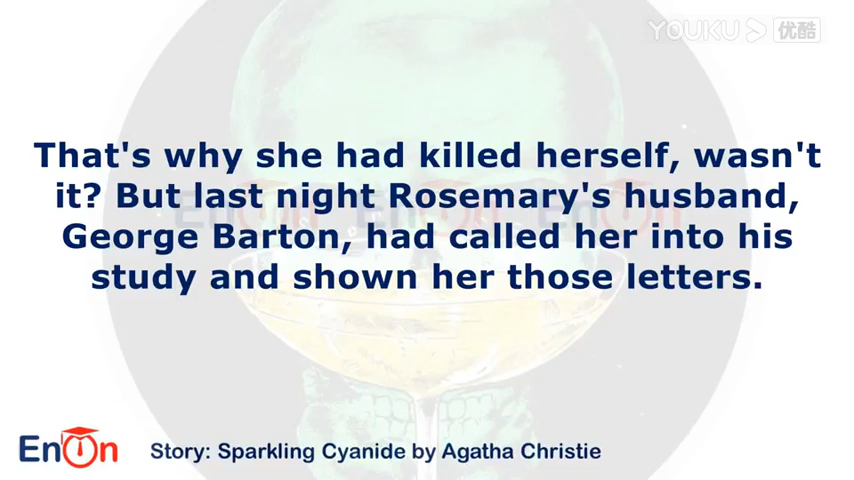 YOUKU 优酷
That's why she had killed herself, wasn't
it? But last night Rosemary's husband,
George Barton, had called her into his
study and shown her those letters.
EnOn
Story: Sparkling Cyanide by Agatha Christie